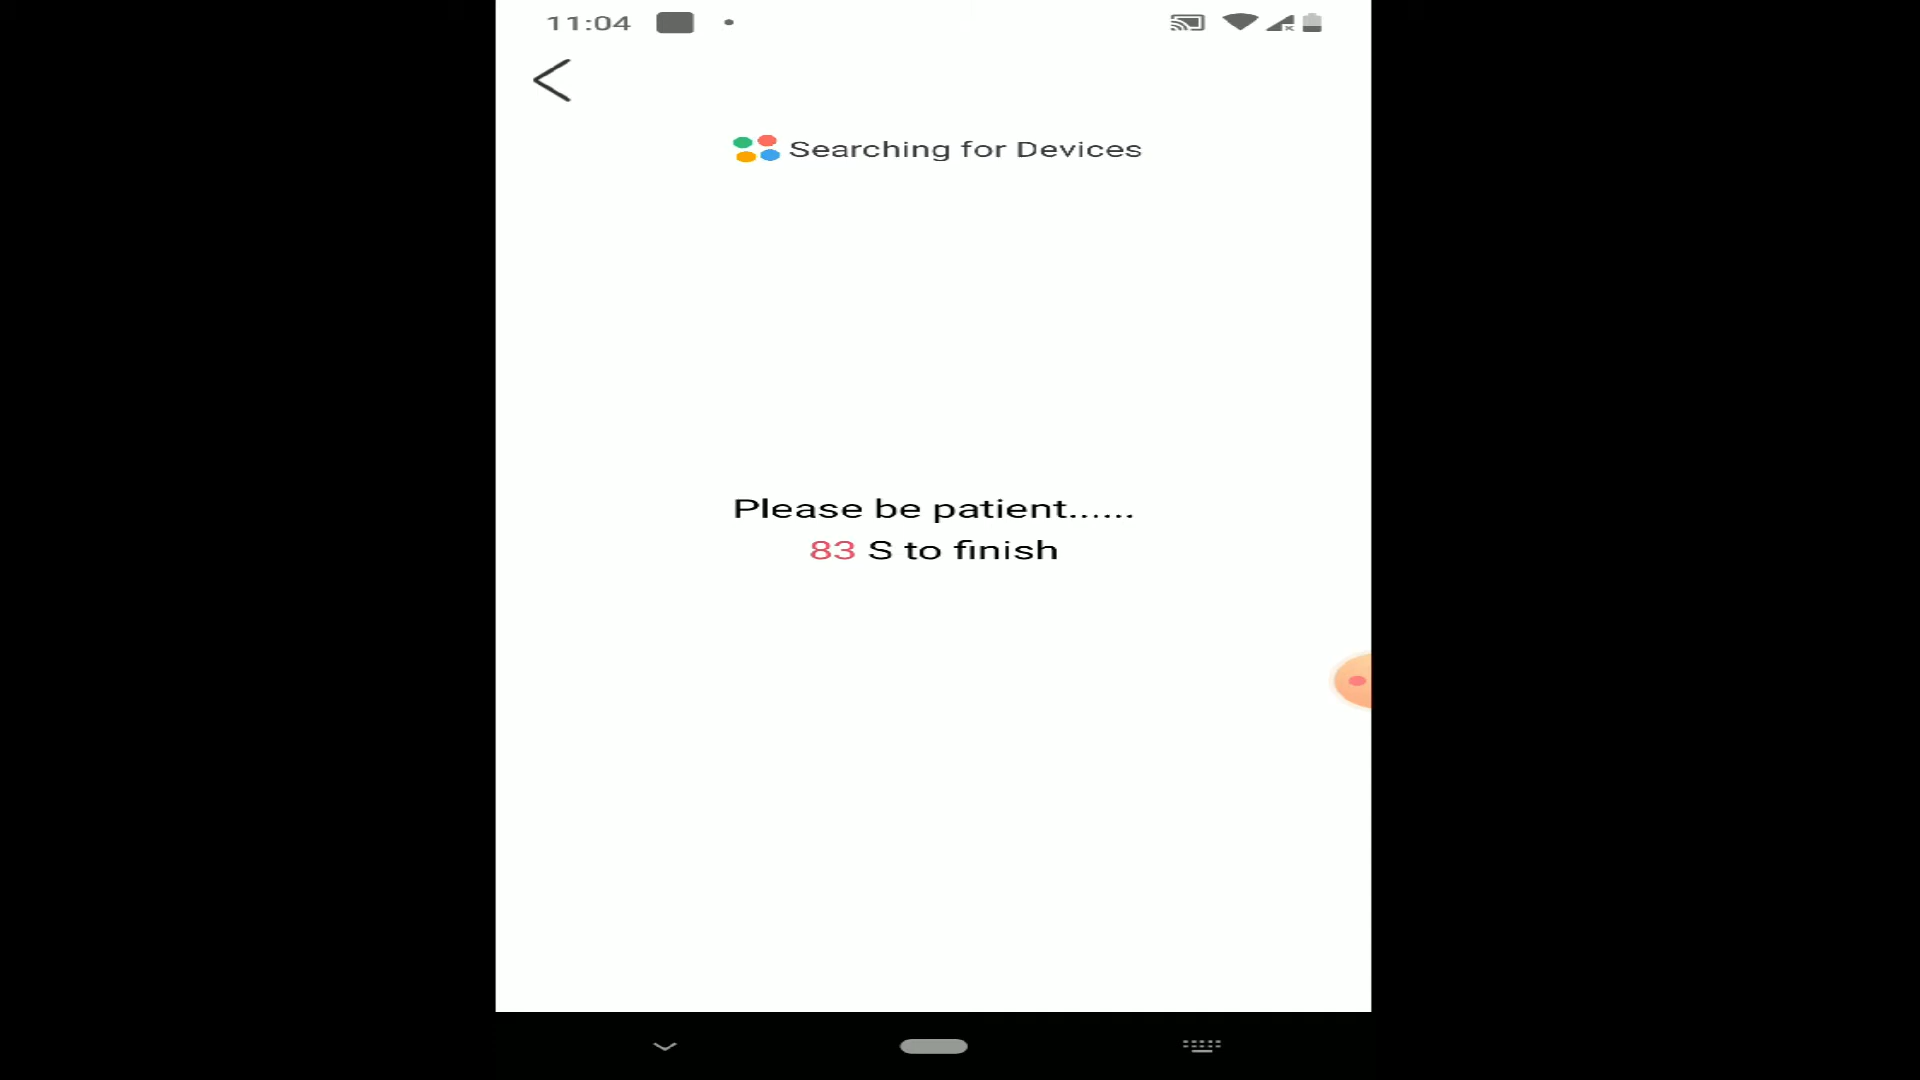 11:04
Searching for Devices
Please be patient......
83 S to finish